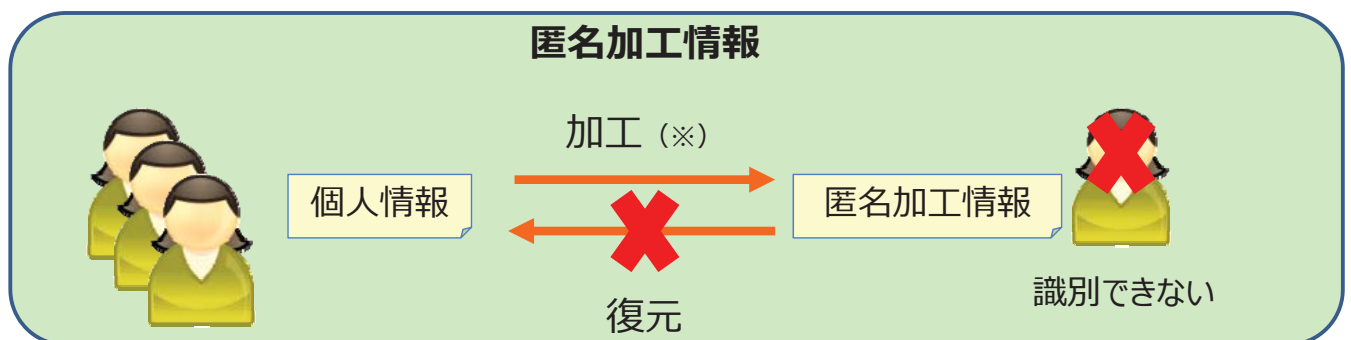 匿名加工情報
加工（※）
個人情報
匿名加工情報
復元
識別できない